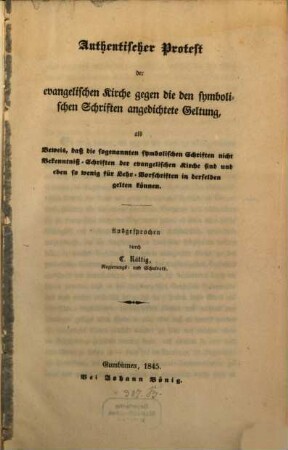 Authentischer Protest
der
evangelischen Kirche gegen die den symboli-
schen Schriften angedichtete Geltung,
als
Beweis, daß die sogenannten symbolischen Schriften nicht
Bekenntniß-Schriften der evangelischen Kirche sind und
eben so wenig für Lehr-Vorschriften in derselben
gelten können.
Ausgesprochen
durch
C. Rättig,
Regierungs- und Schulrath.
Gumbinnen, 1845.
Bei Johann Bönig.